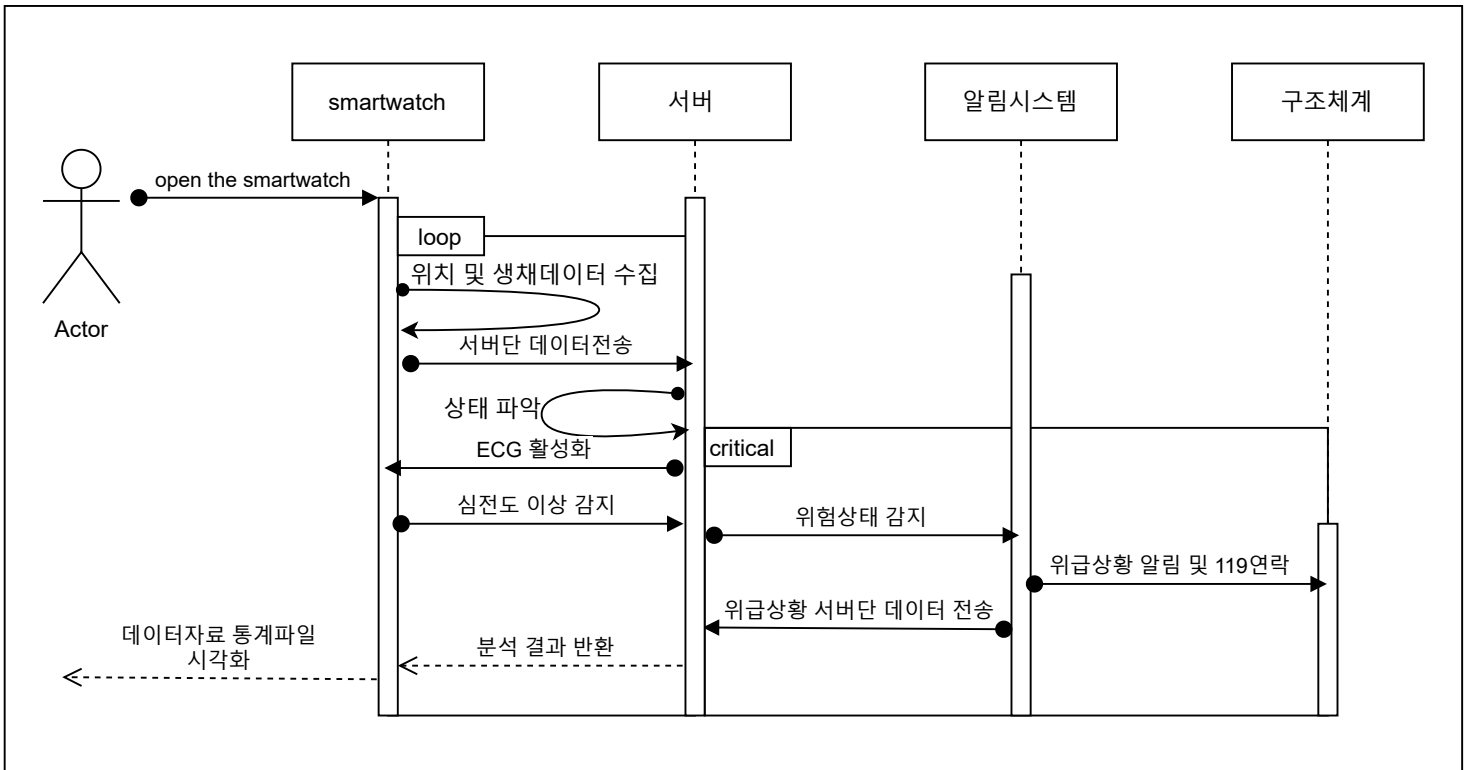 smartwatch
서버
알림시스템
구조체계
open the smartwatch
Actor
loop
위치 및 생채데이터 수집
서버단 데이터전송
상태 파악
critical
ECG 활성화
심전도 이상 감지
위험상태 감지
위급상황 알림 및 119연락
위급상황 서버단 데이터 전송
데이터자료 통계파일
시각화
분석 결과 반환